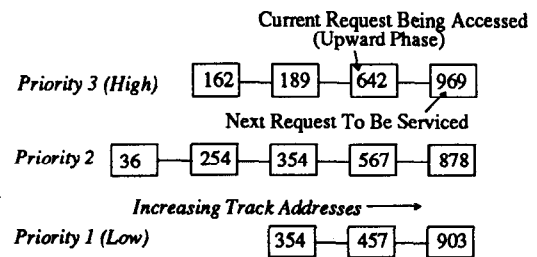 Current Request Being Accessed
(Upward Phase)
Priority 3 (High) 162 189 642 969
Next Request To Be Serviced
Priority 2 36 254 354 567 878
Increasing Track Addresses
Priority 1 (Low) 354 457 903